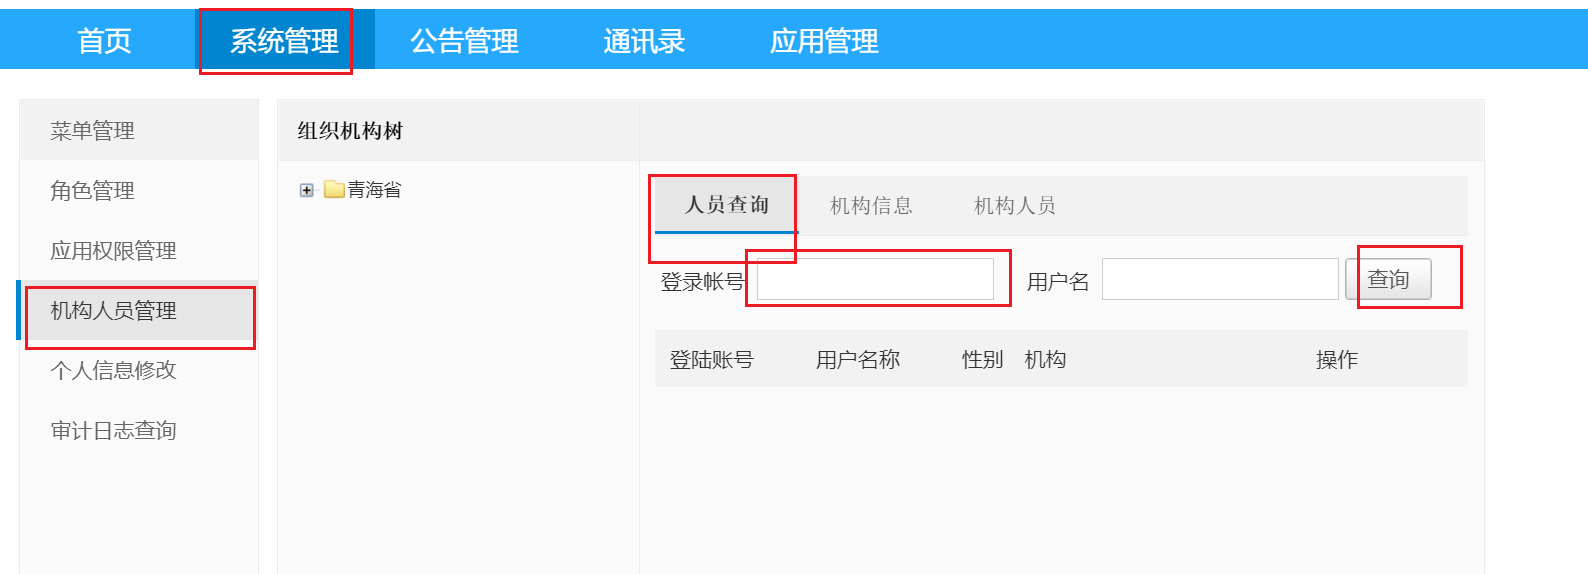 首页 系统管理 公告管理 通讯录 应用管理
菜单管理
角色管理
应用权限管理
机构人员管理
个人信息修改
审计日志查询
组织机构树
青海省
人员查询 机构信息 机构人员
登录帐号 用户名 查询
登陆账号 用户名称 性别 机构 操作